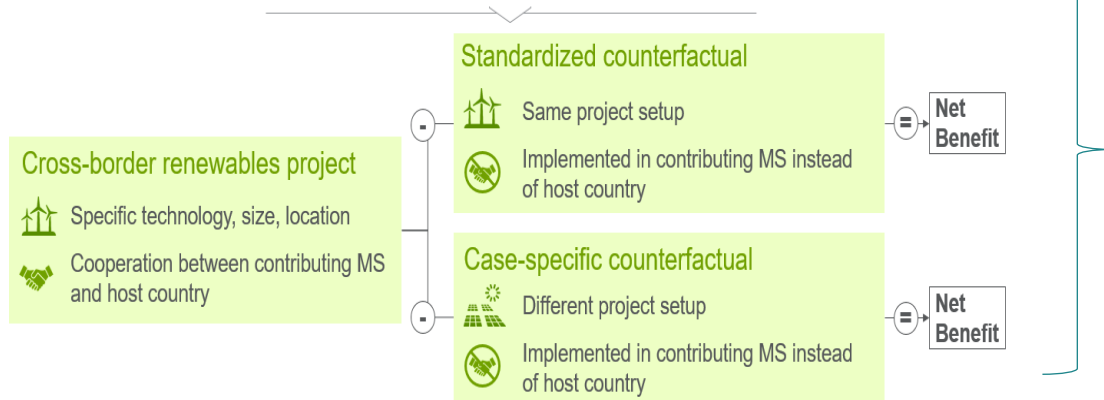 Cross-border renewables project
Specific technology, size, location
Cooperation between contributing MS
and host country
-
Standardized counterfactual
Same project setup
Implemented in contributing MS instead
of host country
=
Net
Benefit
-
Case-specific counterfactual
Different project setup
Implemented in contributing MS instead
of host country
=
Net
Benefit